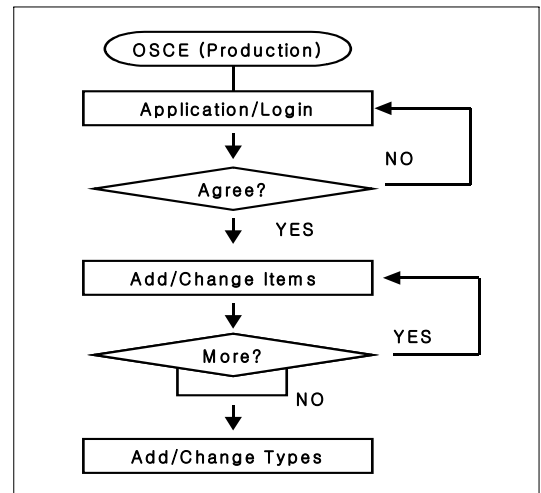 OSCE (Production)
Application/Login
NO
Agree?
YES
Add/Change Items
YES
More?
NO
Add/Change Types